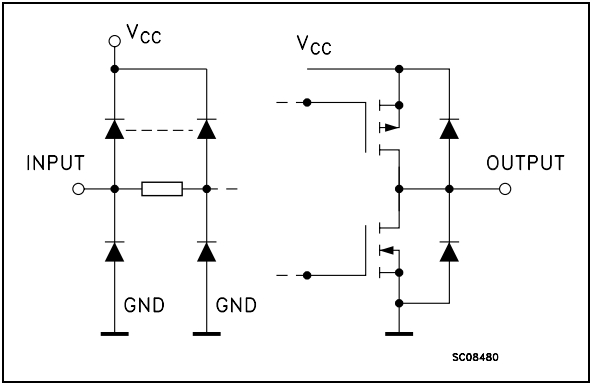 VCC
VCC
INPUT
OUTPUT
GND
GND
SC08480